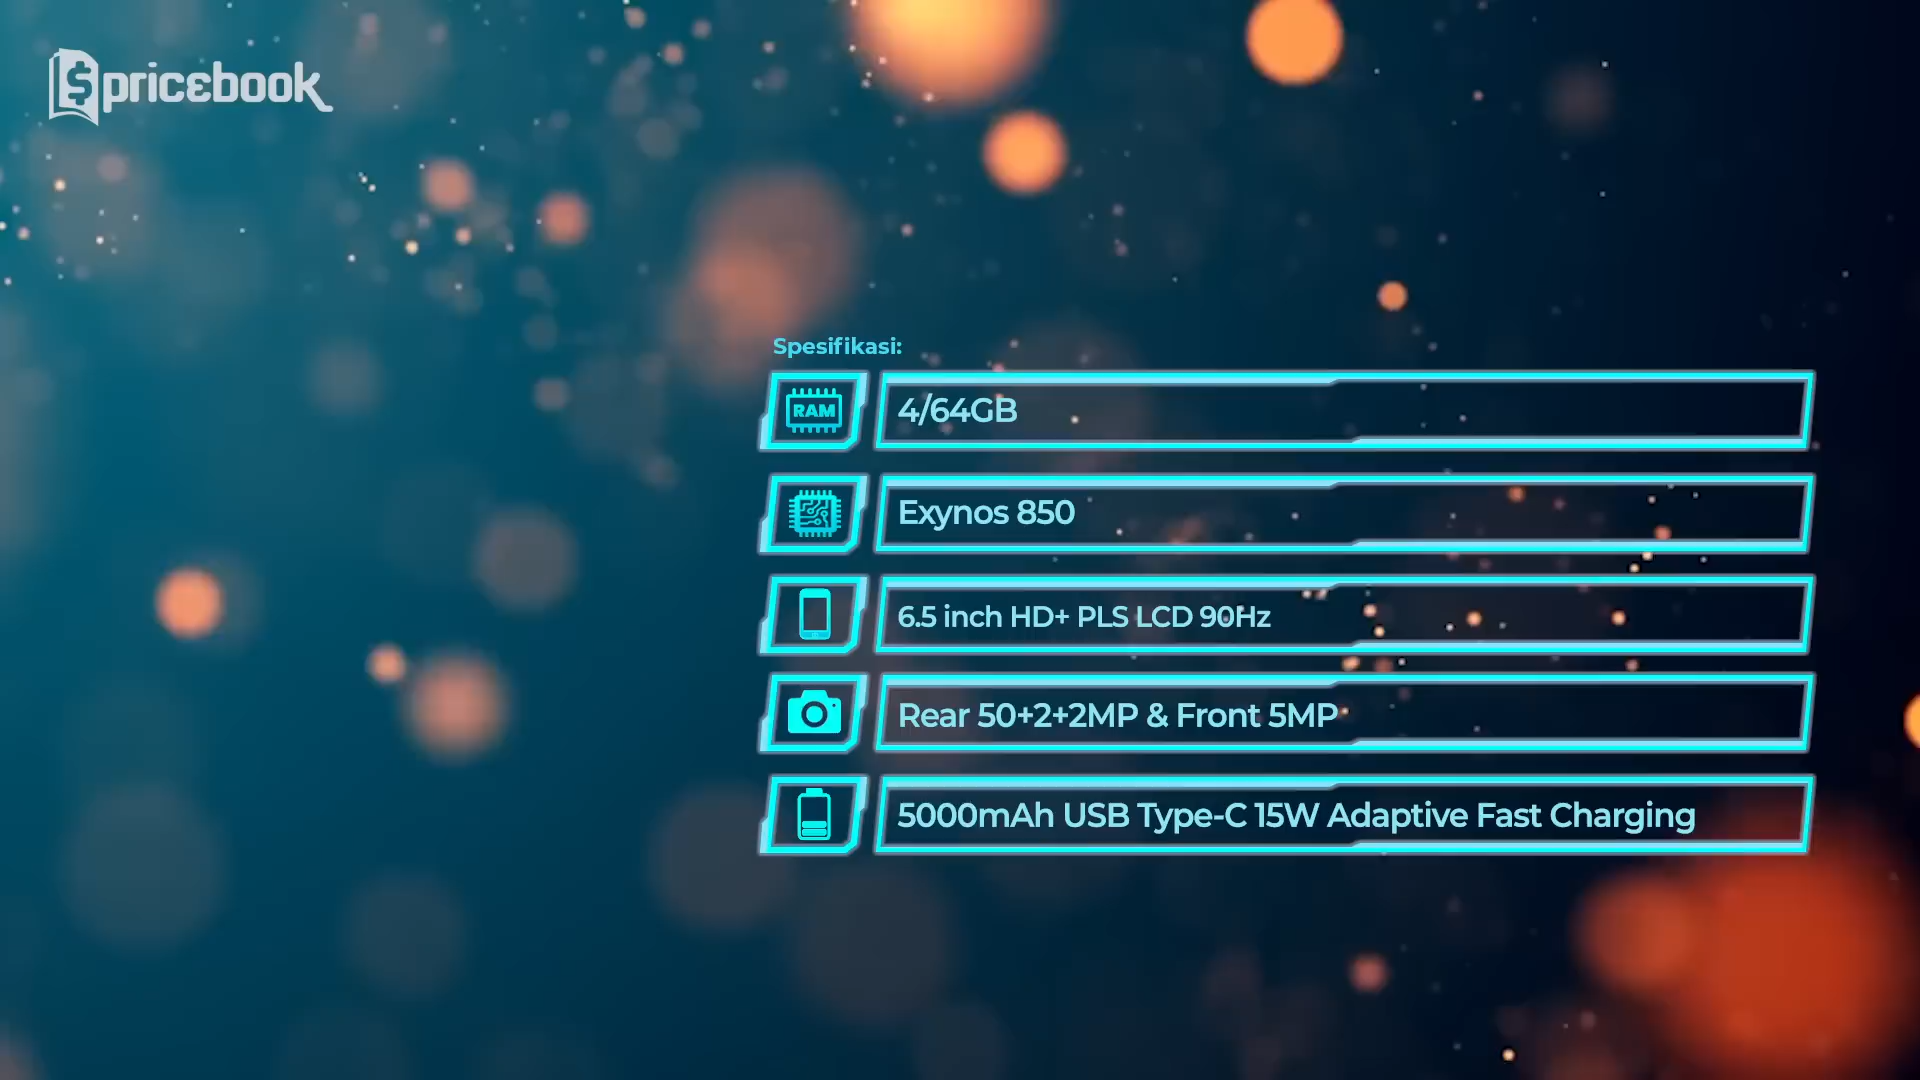 pricebook
Spesifikasi:
RAM
4/64GB
Exynos 850
6.5 inch HD+ PLS LCD 90Hz
Rear 50+2+2MP & Front 5MP
5000mAh USB Type-C 15W Adaptive Fast Charging